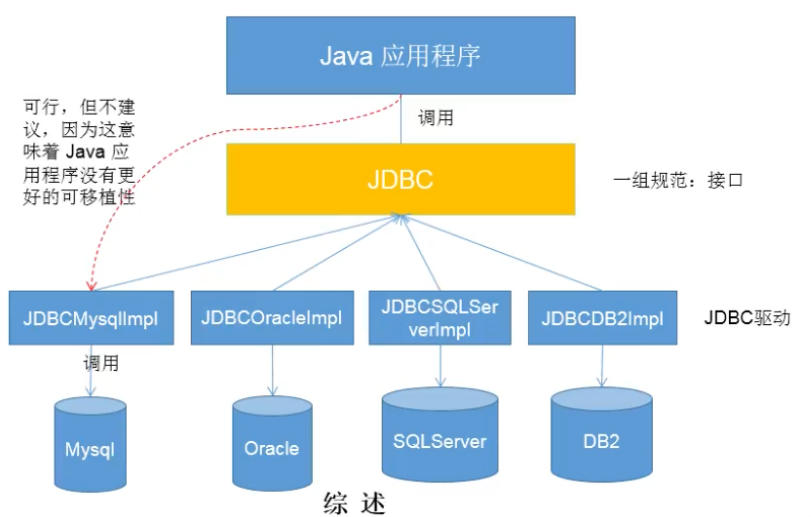 Java 应用程序
可行，但不建
议，因为这意
味着 Java 应
用程序没有更
好的可移植性
调用
JDBC
一组规范：接口
JDBCMysqlImpl
JDBCOracleImpl
JDBCSQLSer
verImpl
JDBCDB2Impl
JDBC驱动
调用
Mysql
Oracle
SQLServer
DB2
综 述